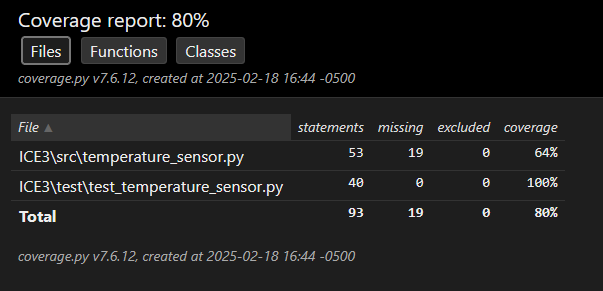 Coverage report: 80%
Files Functions Classes
coverage.py v7.6.12, created at 2025-02-18 16:44 -0500
File ▲ statements missing excluded coverage
ICE3\src\temperature_sensor.py 53 19 0 64%
ICE3\test\test_temperature_sensor.py 40 0 0 100%
Total 93 19 0 80%
coverage.py v7.6.12, created at 2025-02-18 16:44 -0500